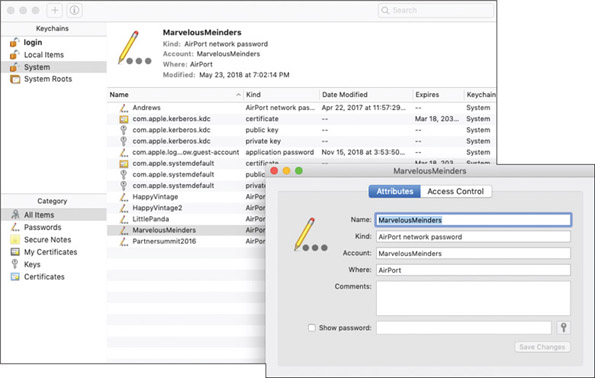 Search
Keychains
login
Local Items
System
System Roots
MarvelousMeinders
Kind: AirPort network password
Account: MarvelousMeinders
Where: AirPort
Modified: May 23, 2018 at 7:02:14 PM
Name Kind Date Modified Expires Keychain
Andrews AirPort network pas... Apr 22, 2017 at 11:57:29... -- System
com.apple.kerberos.kdc certificate -- Mar 18, 203... System
com.apple.kerberos.kdc public key -- -- System
com.apple.kerberos.kdc private key -- -- System
com.apple.log...ow.guest-account application password Nov 15, 2018 at 3:53:50... -- System
com.apple.systemdefault certificate -- Mar 18, 203... System
com.apple.systemdefault public
com.apple.systemdefault private
HappyVintage AirPort
HappyVintage2 AirPort
LittlePanda AirPort
MarvelousMeinders AirPort
Partnersummit2016 AirPort
Category
All Items
Passwords
Secure Notes
My Certificates
Keys
Certificates
MarvelousMeinders
Attributes Access Control
Name: MarvelousMeinders
Kind: AirPort network password
Account: MarvelousMeinders
Where: AirPort
Comments:
Show password:
Save Changes